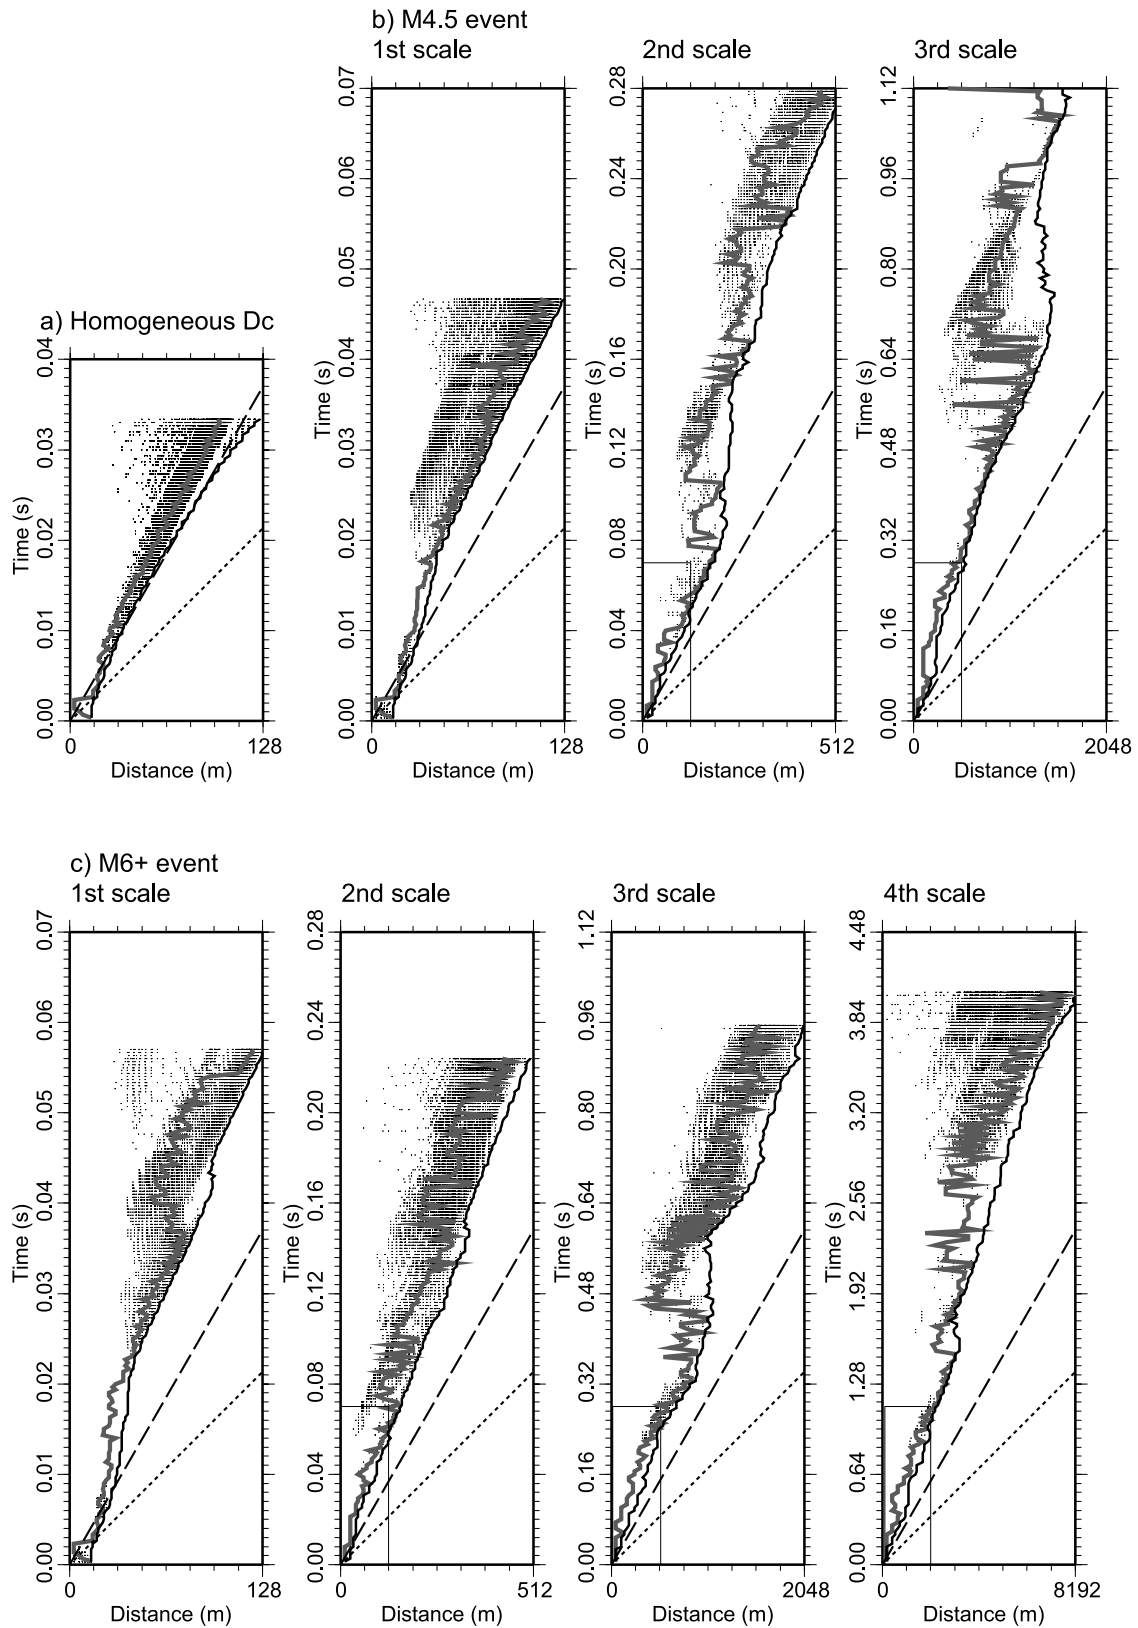 b) M4.5 event
1st scale
2nd scale
3rd scale
a) Homogeneous Dc
0.00 0.01 0.02 0.03 0.04
Time (s)
0 128
Distance (m)
0.00 0.01 0.02 0.03 0.04 0.05 0.06 0.07
Time (s)
0 128
Distance (m)
0.00 0.04 0.08 0.12 0.16 0.20 0.24 0.28
Time (s)
0 512
Distance (m)
0.00 0.16 0.32 0.48 0.64 0.80 0.96 1.12
Time (s)
0 2048
Distance (m)
c) M6+ event
1st scale
2nd scale
3rd scale
4th scale
0.00 0.01 0.02 0.03 0.04 0.05 0.06 0.07
Time (s)
0 128
Distance (m)
0.00 0.04 0.08 0.12 0.16 0.20 0.24 0.28
Time (s)
0 512
Distance (m)
0.00 0.16 0.32 0.48 0.64 0.80 0.96 1.12
Time (s)
0 2048
Distance (m)
0.00 0.64 1.28 1.92 2.56 3.20 3.84 4.48
Time (s)
0 8192
Distance (m)